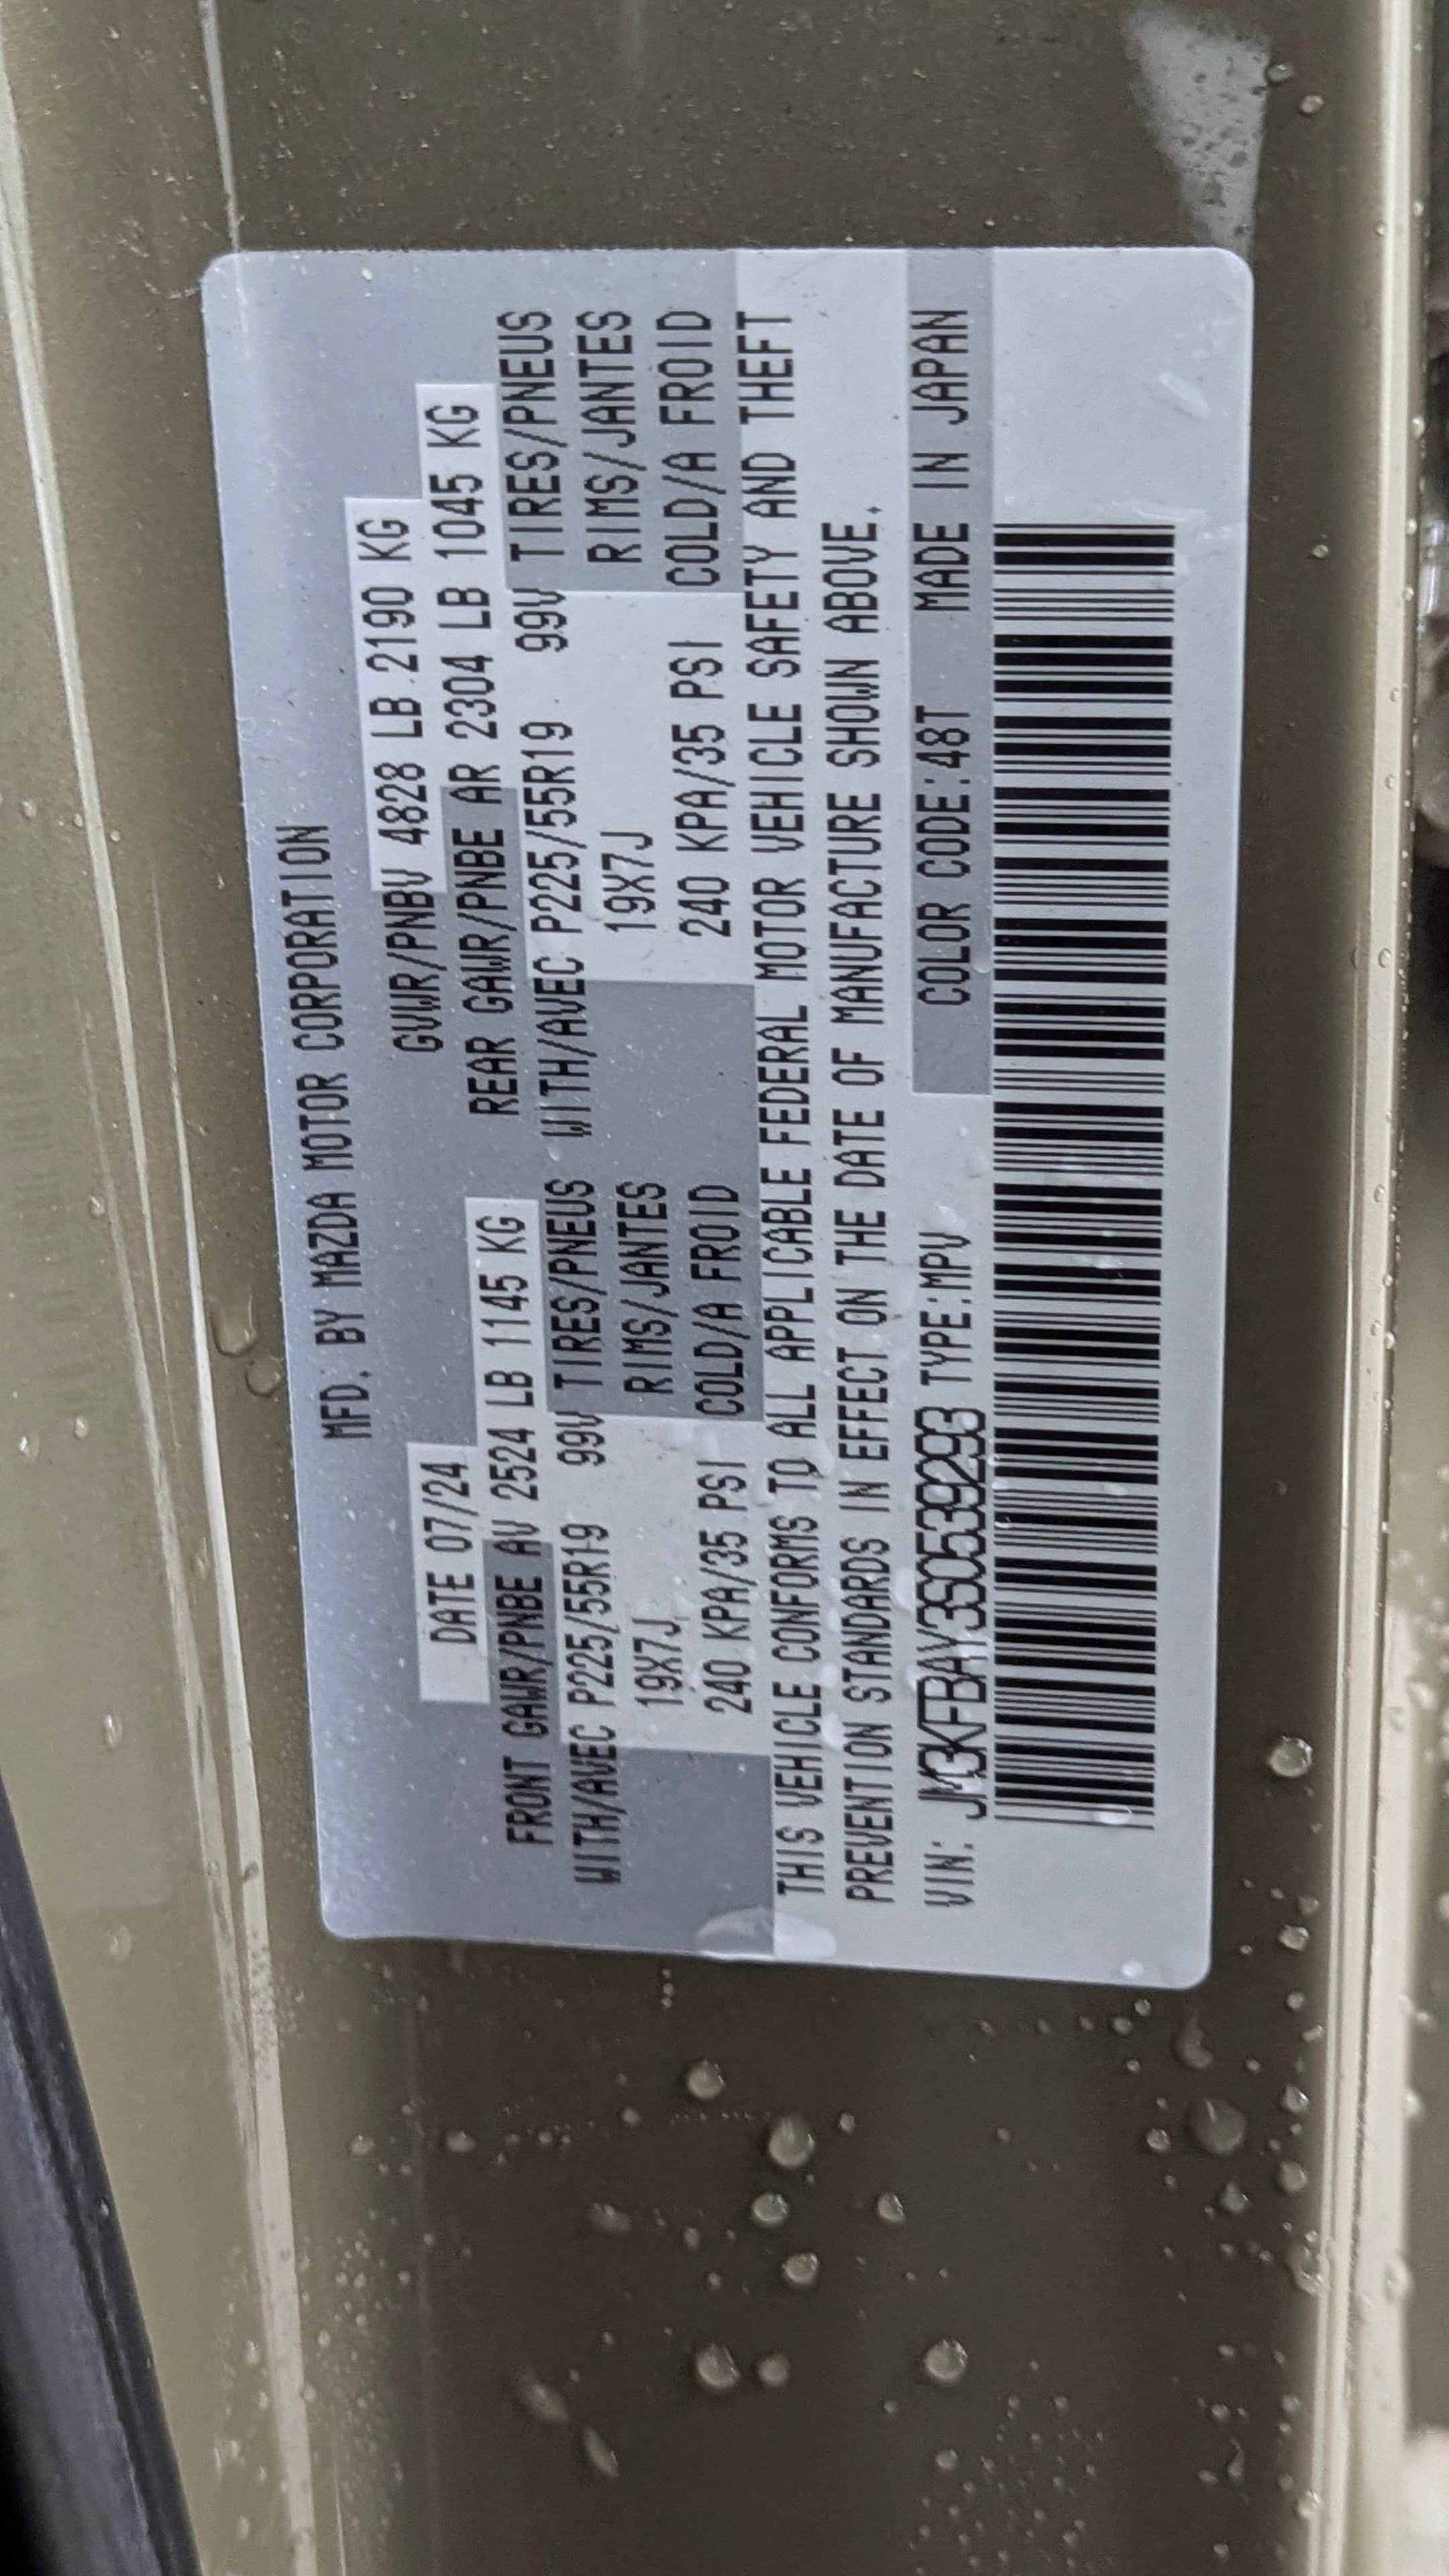 MFD. BY MAZDA MOTOR CORPORATION
DATE 07/24 GVWR/PNBV 4828 LB 2190 KG
FRONT GAWR/PNBE AV 2524 LB 1145 KG REAR GAWR/PNBE AR 2304 LB 1045 KG
WITH/AVEC P225/55R19 99V TIRES/PNEUS WITH/AVEC P225/55R19 99V TIRES/PNEUS
19X7J RIMS/JANTES 19X7J RIMS/JANTES
240 KPA/35 PSI COLD/A FROID 240 KPA/35 PSI COLD/A FROID
THIS VEHICLE CONFORMS TO ALL APPLICABLE FEDERAL MOTOR VEHICLE SAFETY AND THEFT
PREVENTION STANDARDS IN EFFECT ON THE DATE OF MANUFACTURE SHOWN ABOVE.
VIN: JM3KFBAY3S0539293 TYPE:MPV COLOR CODE:48T MADE IN JAPAN